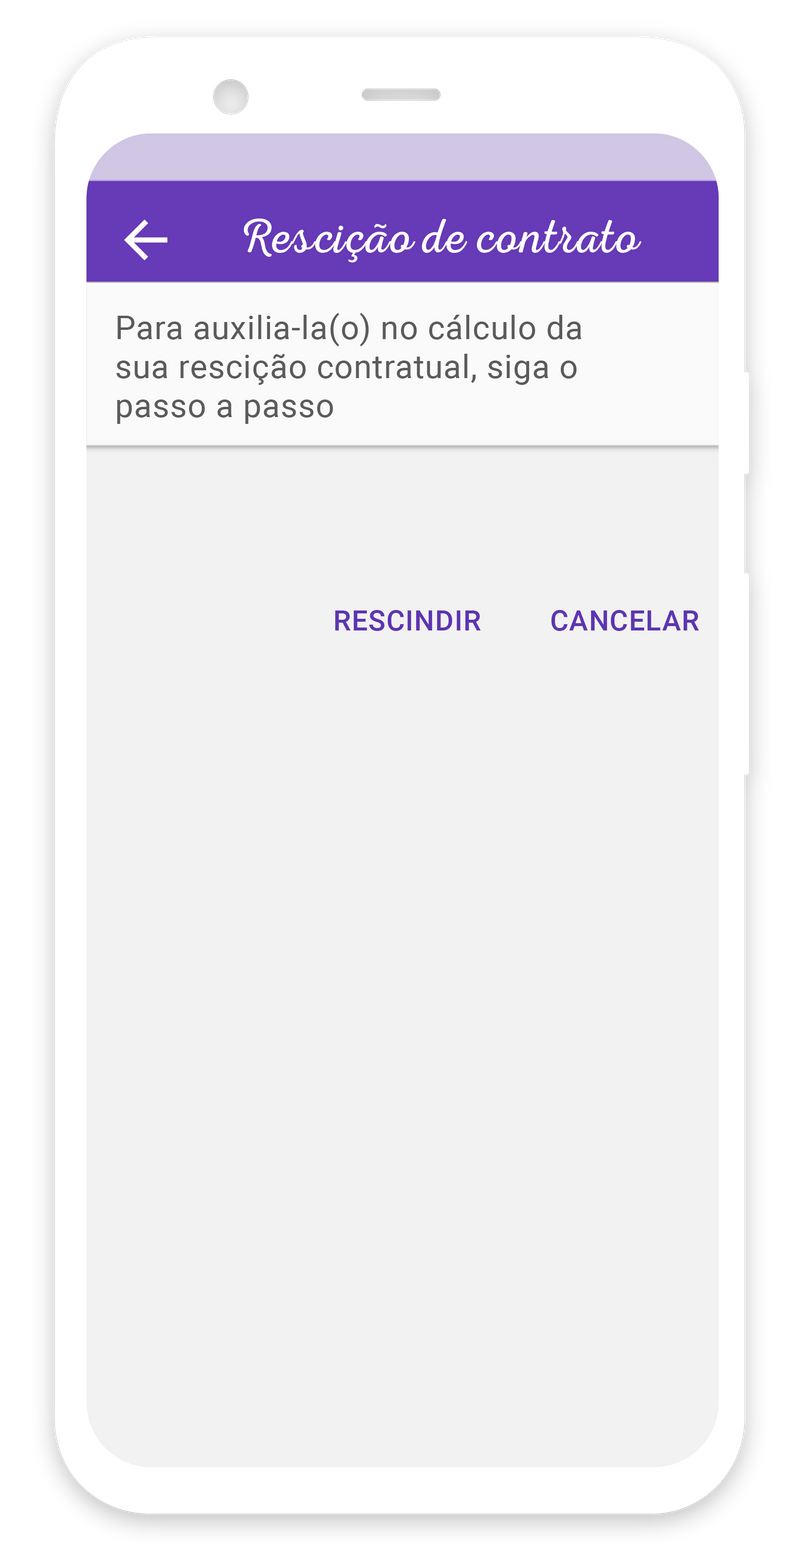 Rescição de contrato
Para auxilia-la(o) no cálculo da
sua rescição contratual, siga o
passo a passo
RESCINDIR CANCELAR